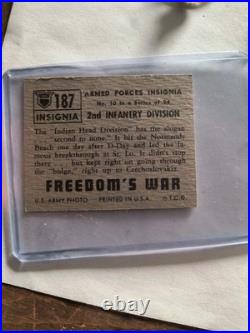 187
INSIGNIA
ARMED FORCES INSIGNIA
No. 10 in a Series of 24
2nd INFANTRY DIVISION
The "Indian Head Division" has the slogan
second to none". It hit the Normandy
Beach one day after D-Day and led the
famous breakthrough at St. Lo. It didn't stop
there . . . but kept right on going through
the "bulge," right up to Czechoslovakia.
FREEDOM'S WAR
U. S. ARMY PHOTO PRINTED IN U.S.A. © T.C.G.